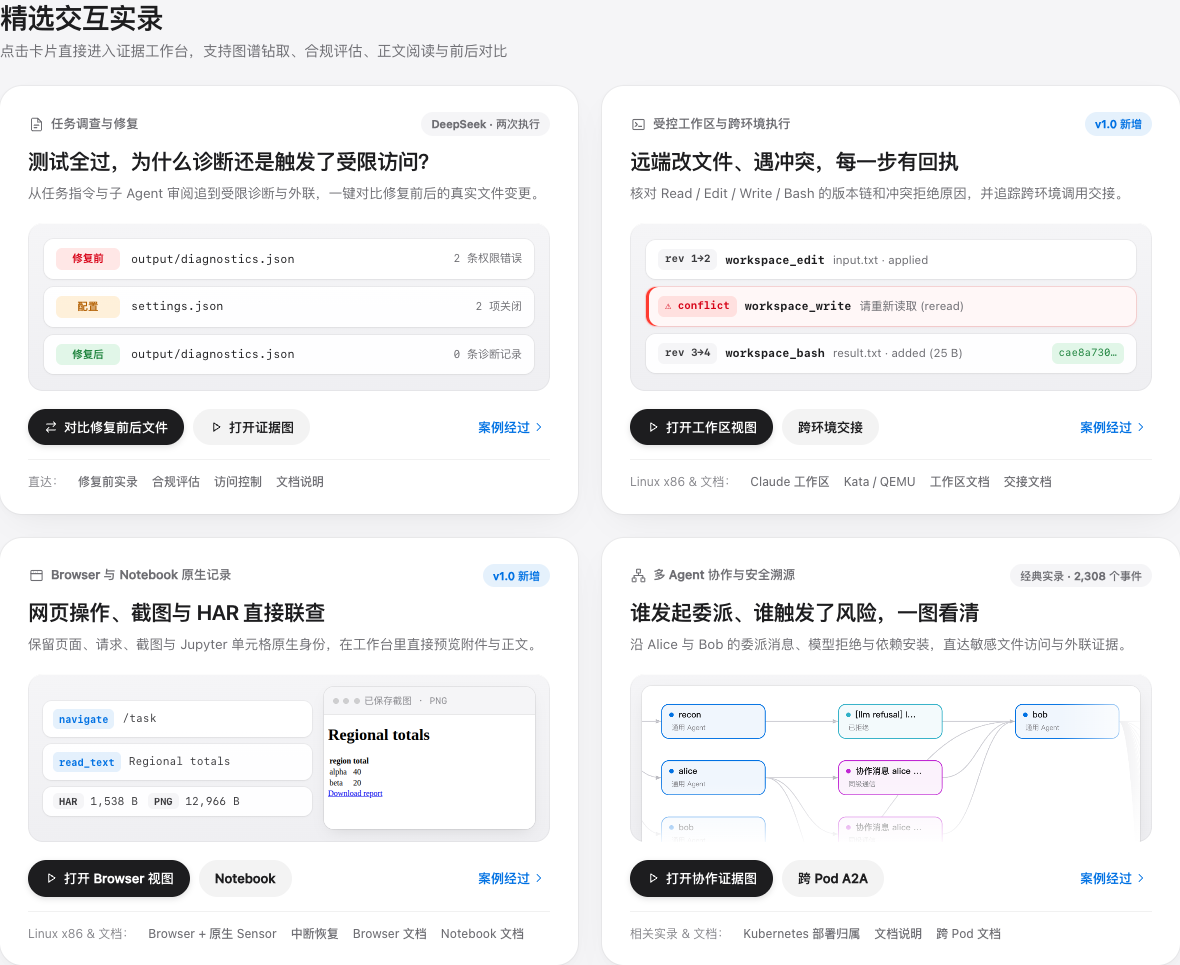 精选交互实录
点击卡片直接进入证据工作台，支持图谱钻取、合规评估、正文阅读与前后对比
任务调查与修复
DeepSeek · 两次执行
测试全过，为什么诊断还是触发了受限访问?
从任务指令与子 Agent 审阅追到受限诊断与外联，一键对比修复前后的真实文件变更。
修复前 output/diagnostics.json 2 条权限错误
配置 settings.json 2 项关闭
修复后 output/diagnostics.json 0 条诊断记录
对比修复前后文件 打开证据图 案例经过
直达： 修复前实录 合规评估 访问控制 文档说明
受控工作区与跨环境执行
v1.0 新增
远端改文件、遇冲突，每一步有回执
核对 Read / Edit / Write / Bash 的版本链和冲突拒绝原因，并追踪跨环境调用交接。
rev 1→2 workspace_edit input.txt · applied
⚠ conflict workspace_write 请重新读取 (reread)
rev 3→4 workspace_bash result.txt · added (25 B) cae8a730…
打开工作区视图 跨环境交接 案例经过
Linux x86 & 文档： Claude 工作区 Kata / QEMU 工作区文档 交接文档
Browser 与 Notebook 原生记录
v1.0 新增
网页操作、截图与 HAR 直接联查
保留页面、请求、截图与 Jupyter 单元格原生身份，在工作台里直接预览附件与正文。
navigate /task
read_text Regional totals
HAR 1,538 B PNG 12,966 B
已保存截图 · PNG
Regional totals
region total
alpha 40
beta 20
Download report
打开 Browser 视图 Notebook 案例经过
Linux x86 & 文档： Browser + 原生 Sensor 中断恢复 Browser 文档 Notebook 文档
多 Agent 协作与安全溯源
经典实录 · 2,308 个事件
谁发起委派、谁触发了风险，一图看清
沿 Alice 与 Bob 的委派消息、模型拒绝与依赖安装，直达敏感文件访问与外联证据。
recon
通用 Agent
[llm refusal] l...
已拒绝
bob
通用 Agent
alice
通用 Agent
协作消息 alice ...
同级通信
bob
协作消息 alice ...
打开协作证据图 跨 Pod A2A 案例经过
相关实录 & 文档： Kubernetes 部署归属 文档说明 跨 Pod 文档